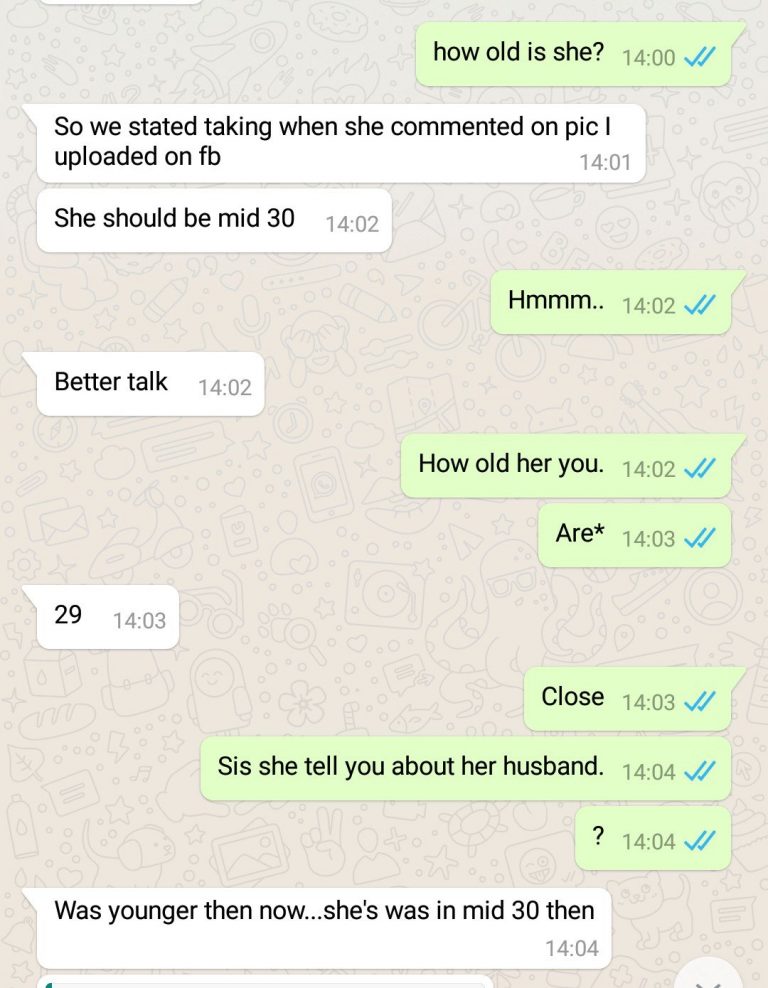 how old is she? 14:00
So we stated taking when she commented on pic I
uploaded on fb 14:01
She should be mid 30 14:02
Hmmm.. 14:02
Better talk 14:02
How old her you. 14:02
Are* 14:03
29 14:03
Close 14:03
Sis she tell you about her husband. 14:04
? 14:04
Was younger then now...she's was in mid 30 then
14:04